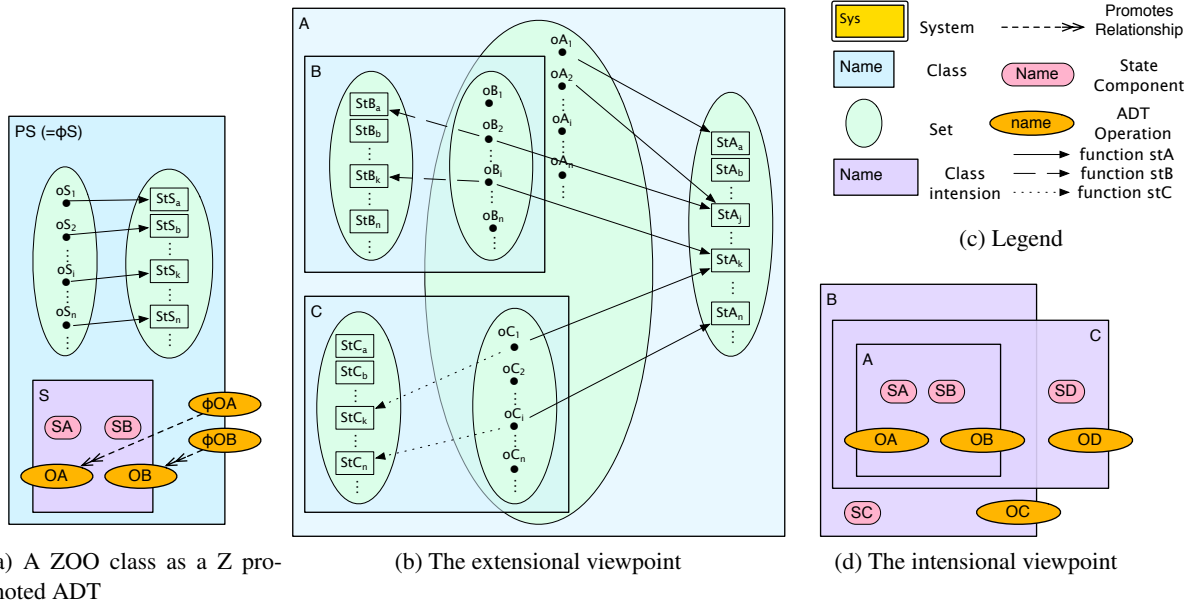 PS (=ϕS)
oS1
oS2
oSi
oSn
StSa
StSb
StSk
StSn
S
SA
SB
ϕOA
ϕOB
OA
OB
a) A ZOO class as a Z pro-
noted ADT
A
B
StBa
StBb
StBk
StBn
oB1
oB2
oBi
oBn
oA1
oA2
oAi
oAn
StAa
StAb
StAj
StAk
StAn
C
StCa
StCb
StCk
StCn
oC1
oC2
oCi
oCn
(b) The extensional viewpoint
Sys
System
Promotes
Relationship
Name
Class
Name
State
Component
Set
name
ADT
Operation
Name
Class
intension
function stA
function stB
function stC
(c) Legend
B
C
A
SA
SB
SD
OA
OB
OD
SC
OC
(d) The intensional viewpoint